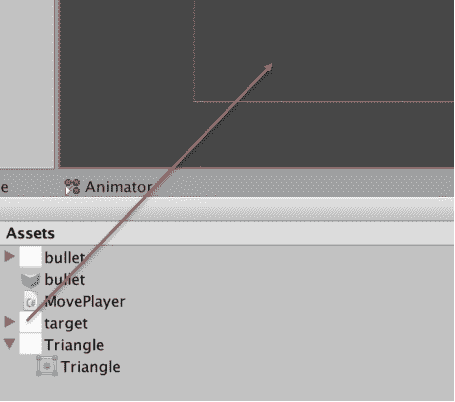 e Animator
Assets
bullet
bullet
MovePlayer
target
Triangle
Triangle